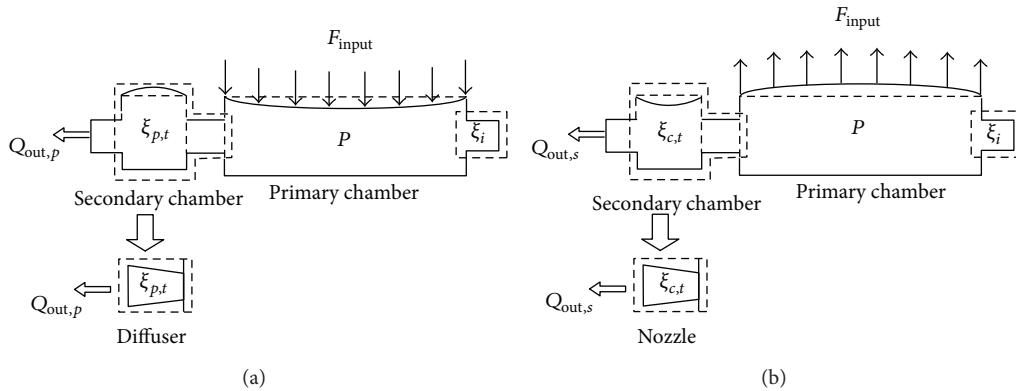 F_input
ξ_p,t
P
ξ_i
Q_out,p
Secondary chamber
Primary chamber
ξ_p,t
Q_out,p
Diffuser
(a)
F_input
ξ_c,t
P
ξ_i
Q_out,s
Secondary chamber
Primary chamber
ξ_c,t
Q_out,s
Nozzle
(b)